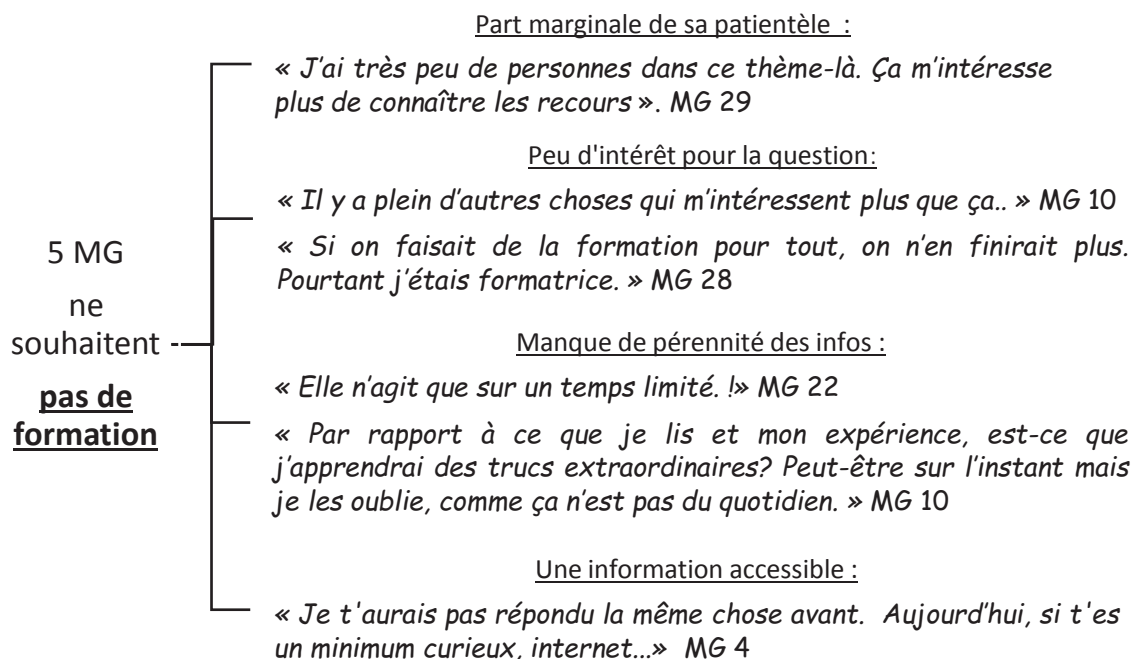 Part marginale de sa patientèle :
« J'ai très peu de personnes dans ce thème-là. Ça m'intéresse
plus de connaître les recours ». MG 29
Peu d'intérêt pour la question:
« Il y a plein d'autres choses qui m'intéressent plus que ça.. » MG 10
« Si on faisait de la formation pour tout, on n'en finirait plus.
Pourtant j'étais formatrice. » MG 28
5 MG
ne
souhaitent
pas de
formation
Manque de pérennité des infos :
« Elle n'agit que sur un temps limité. !» MG 22
« Par rapport à ce que je lis et mon expérience, est-ce que
j'apprendrai des trucs extraordinaires? Peut-être sur l'instant mais
je les oublie, comme ça n'est pas du quotidien. » MG 10
Une information accessible :
« Je t'aurais pas répondu la même chose avant. Aujourd'hui, si t'es
un minimum curieux, internet...» MG 4